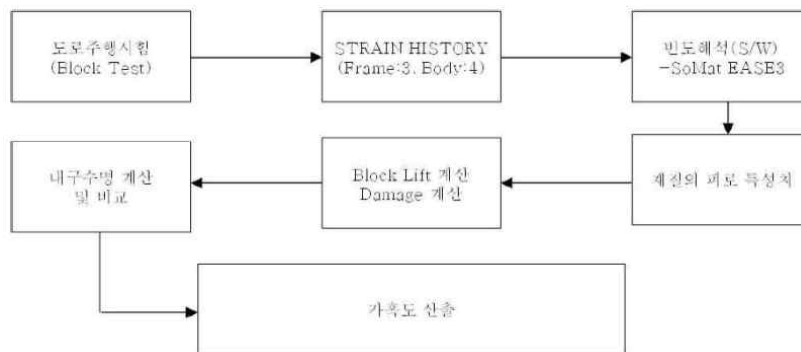 도로주행시험
(Block Test)
STRAIN HISTORY
(Frame:3, Body:4)
빈도해석(S/W)
-SoMat EASE3
재질의 피로 특성치
Block Lift 계산
Damage 계산
내구수명 계산
및 비교
가혹도 산출